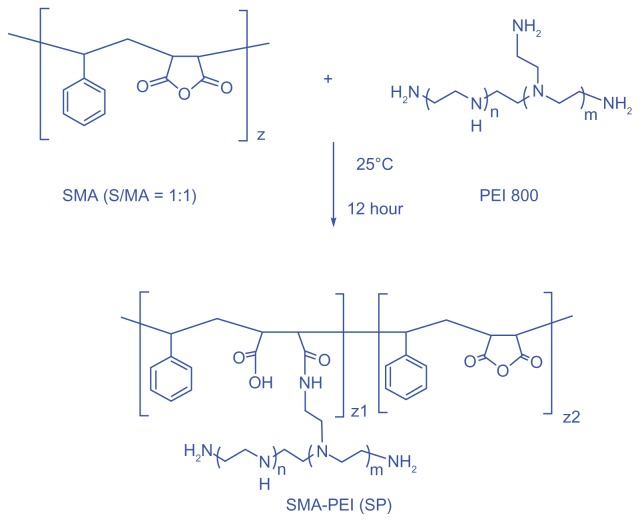 NH₂
O
O
O
z
+
H₂N
N
H
n
N
m
NH₂
SMA (S/MA = 1:1)
25°C
12 hour
PEI 800
O
OH
O
NH
z1
O
O
O
z2
H₂N
N
H
n
N
m
NH₂
SMA-PEI (SP)